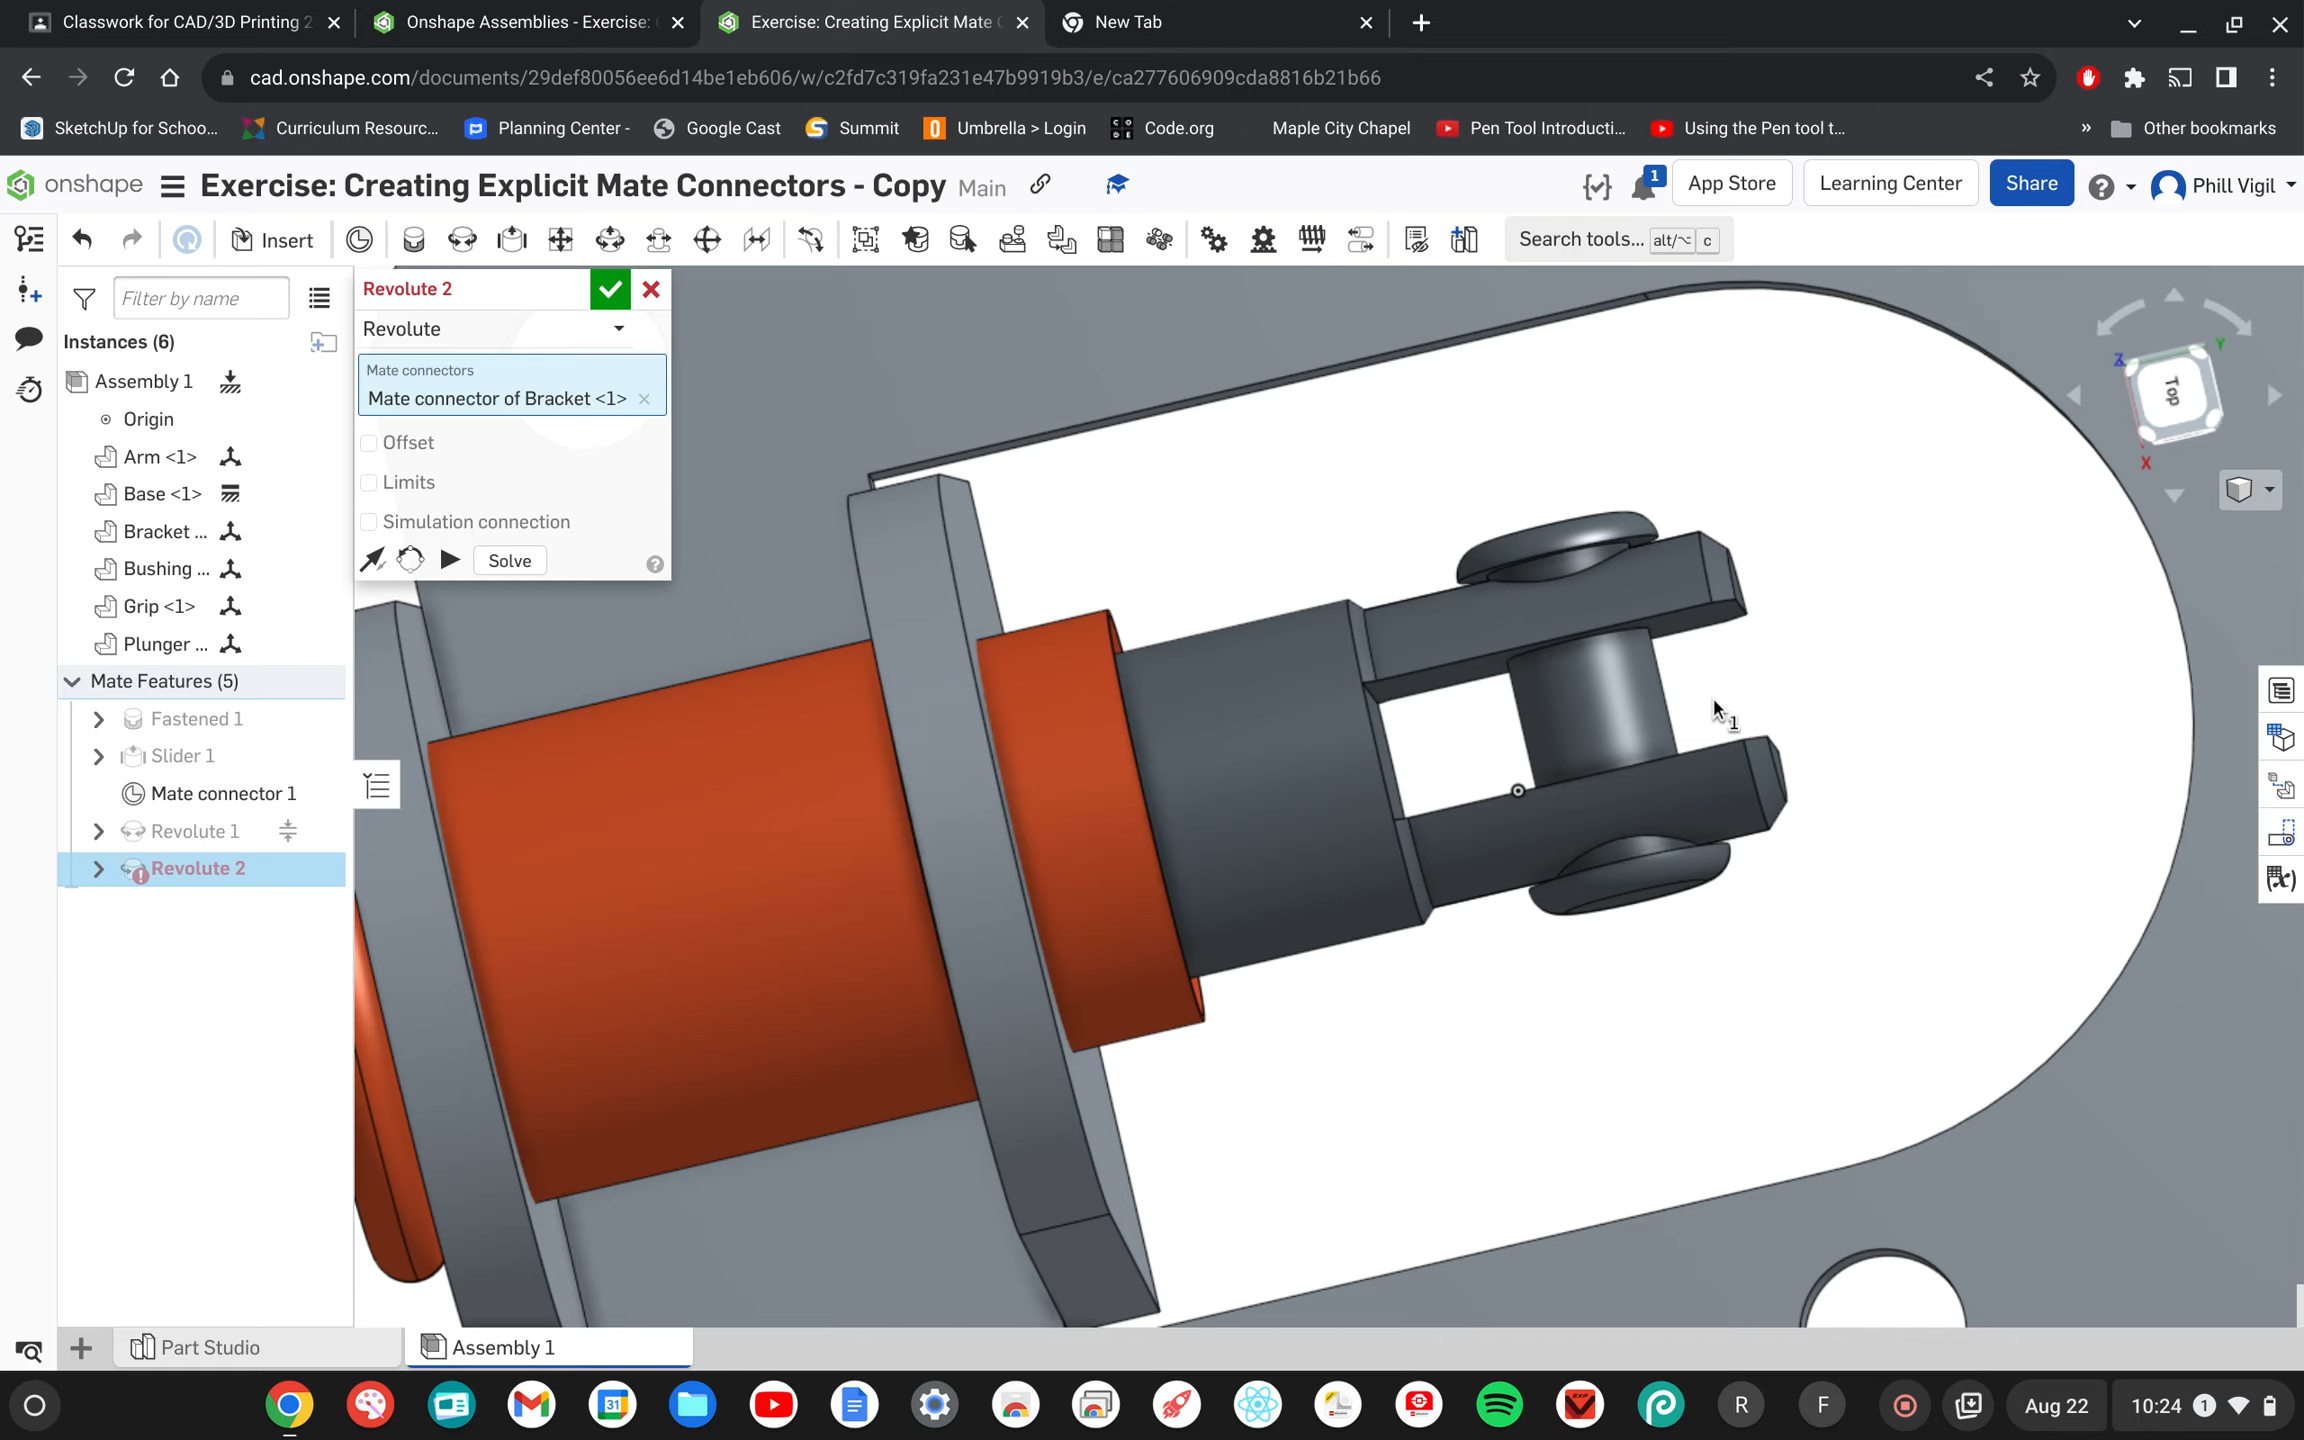 Classwork for CAD/3D Printing 2
Onshape Assemblies - Exercise:
Exercise: Creating Explicit Mate
New Tab
cad.onshape.com/documents/29def80056ee6d14be1eb606/w/c2fd7c319fa231e47b9919b3/e/ca277606909cda8816b21b66
SketchUp for Schoo...
Curriculum Resourc...
Planning Center -
Google Cast
Summit
Umbrella > Login
Code.org
Maple City Chapel
Pen Tool Introducti...
Using the Pen tool t...
»
Other bookmarks
onshape
Exercise: Creating Explicit Mate Connectors - Copy
Main
1
App Store
Learning Center
Share
Phill Vigil
Insert
Search tools... alt/⌥ c
Filter by name
Instances (6)
Assembly 1
Origin
Arm <1>
Base <1>
Bracket ...
Bushing ...
Grip <1>
Plunger ...
Mate Features (5)
Fastened 1
Slider 1
Mate connector 1
Revolute 1
Revolute 2
Revolute 2
Revolute
Mate connectors
Mate connector of Bracket <1>
Offset
Limits
Simulation connection
Solve
1
Z
Y
Top
X
Part Studio
Assembly 1
31
R
F
Aug 22
10:24
1